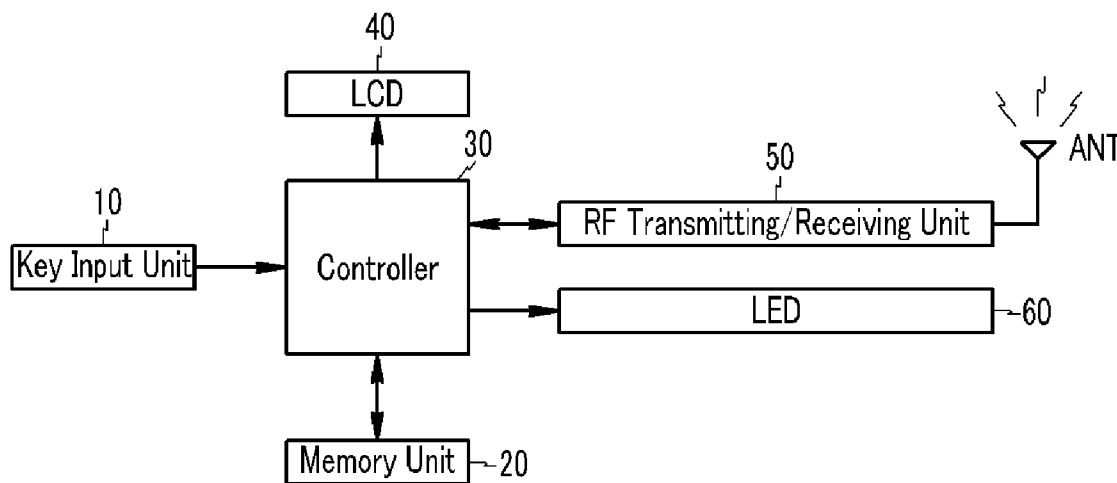 40
LCD
30
50
ANT
10
RF Transmitting/Receiving Unit
Key Input Unit
Controller
LED
60
Memory Unit
20